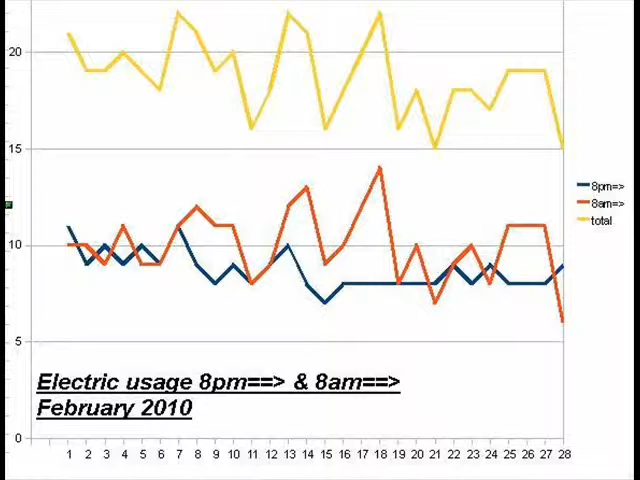 20
15
10
5
0
8pm=>
8am=>
total
Electric usage 8pm==> & 8am==>
February 2010
1 2 3 4 5 6 7 8 9 10 11 12 13 14 15 16 17 18 19 20 21 22 23 24 25 26 27 28